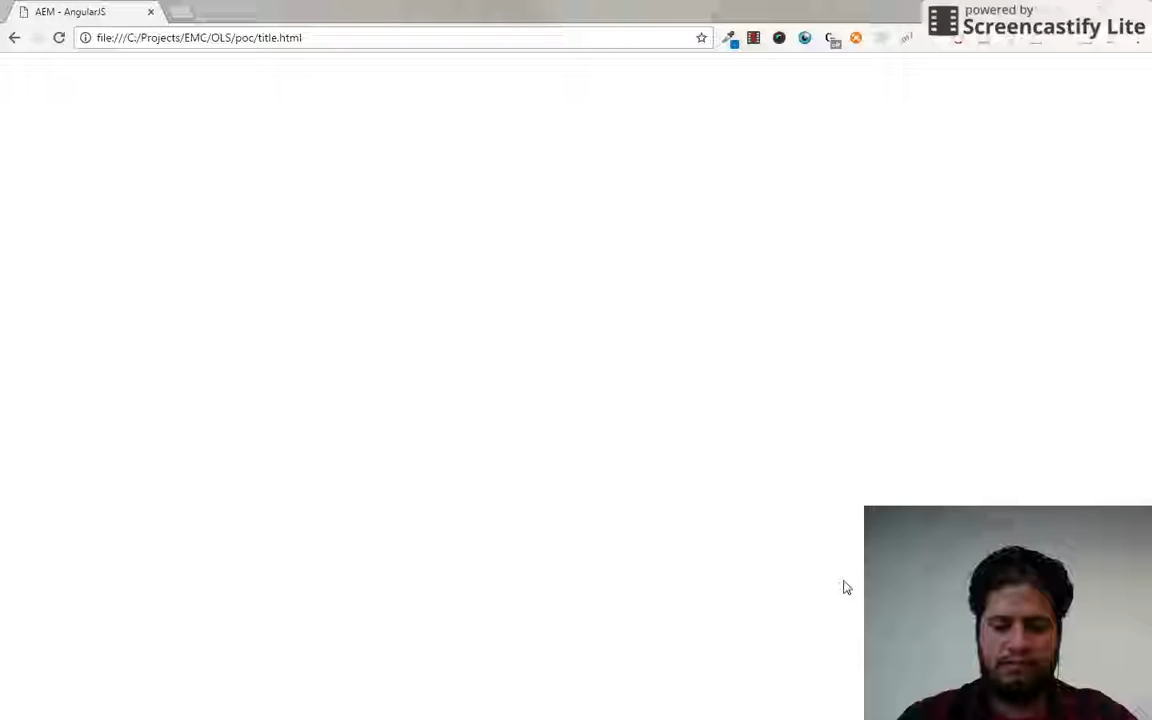 AEM - AngularJS
powered by
Screencastify Lite
file:///C:/Projects/EMC/OLS/poc/title.html